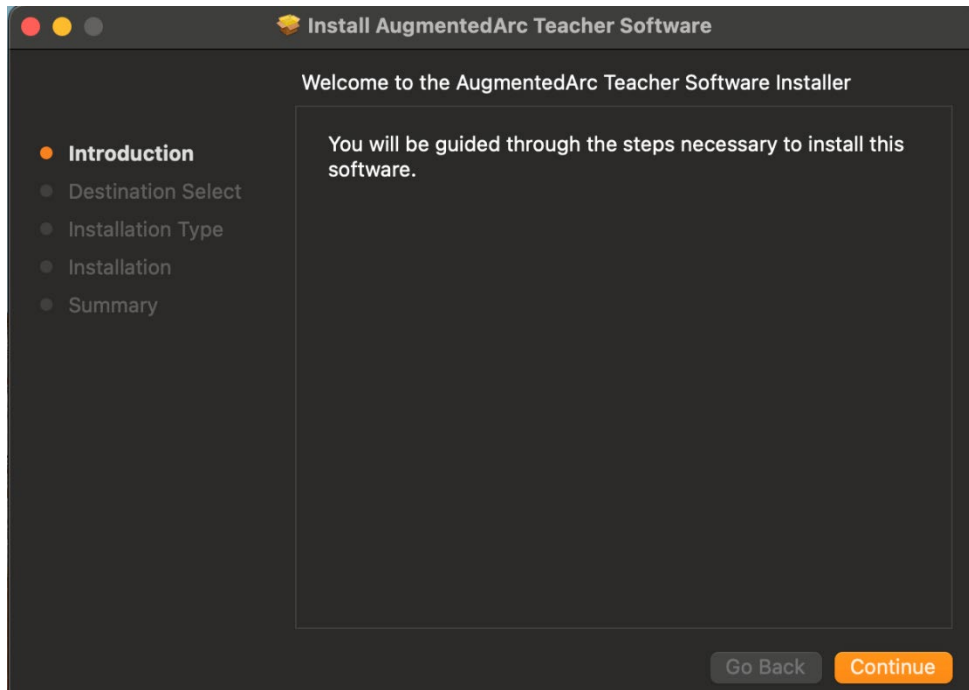 Install AugmentedArc Teacher Software
Welcome to the AugmentedArc Teacher Software Installer
Introduction
Destination Select
Installation Type
Installation
Summary
You will be guided through the steps necessary to install this
software.
Go Back
Continue